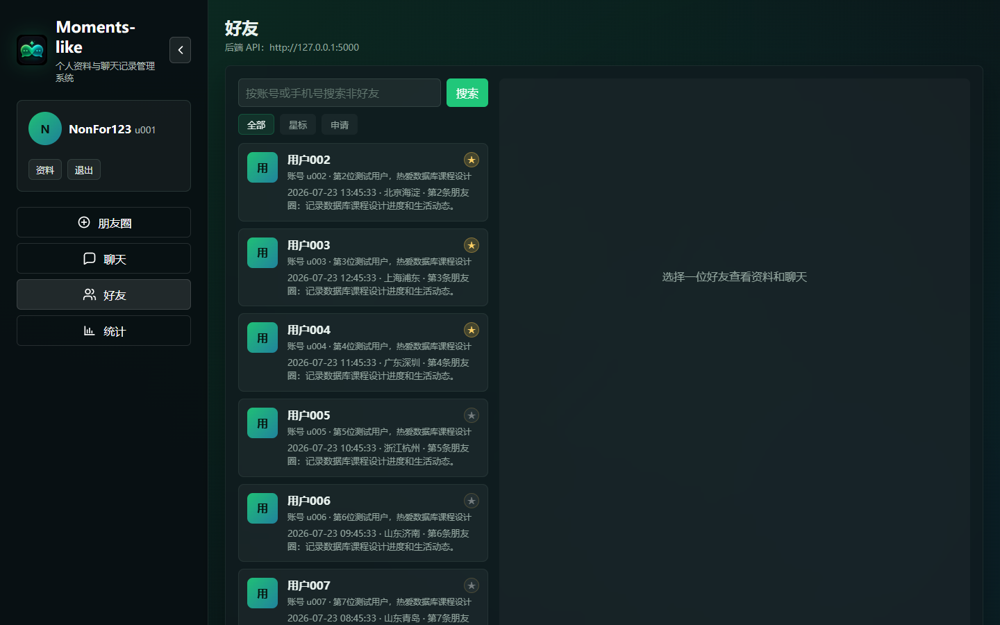 Moments-
like
个人资料与聊天记录管理
系统
N
NonFor123 u001
资料
退出
朋友圈
聊天
好友
统计
好友
后端 API: http://127.0.0.1:5000
按账号或手机号搜索非好友
搜索
全部
星标
申请
用
用户002
账号 u002 · 第2位测试用户，热爱数据库课程设计
2026-07-23 13:45:33 · 北京海淀 · 第2条朋友
圈：记录数据库课程设计进度和生活动态。
用
用户003
账号 u003 · 第3位测试用户，热爱数据库课程设计
2026-07-23 12:45:33 · 上海浦东 · 第3条朋友
圈：记录数据库课程设计进度和生活动态。
用
用户004
账号 u004 · 第4位测试用户，热爱数据库课程设计
2026-07-23 11:45:33 · 广东深圳 · 第4条朋友
圈：记录数据库课程设计进度和生活动态。
用
用户005
账号 u005 · 第5位测试用户，热爱数据库课程设计
2026-07-23 10:45:33 · 浙江杭州 · 第5条朋友
圈：记录数据库课程设计进度和生活动态。
用
用户006
账号 u006 · 第6位测试用户，热爱数据库课程设计
2026-07-23 09:45:33 · 山东济南 · 第6条朋友
圈：记录数据库课程设计进度和生活动态。
用
用户007
账号 u007 · 第7位测试用户，热爱数据库课程设计
2026-07-23 08:45:33 · 山东青岛 · 第7条朋友
选择一位好友查看资料和聊天